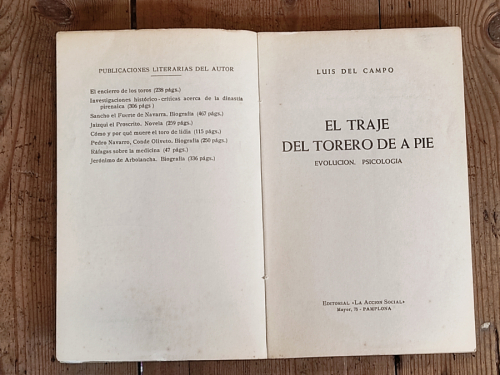 PUBLICACIONES LITERARIAS DEL AUTOR
El encierro de los toros (238 págs.)
Investigaciones histórico-críticas acerca de la dinastía
pirenaica (306 págs.)
Sancho el Fuerte de Navarra. Biografía (467 págs.)
Jaizqui el Proscrito. Novela (259 págs.)
Cómo y por qué muere el toro de lidia (115 págs.)
Pedro Navarro, Conde Oliveto. Biografía (250 págs.)
Ráfagas sobre la medicina (47 págs.)
Jerónimo de Arbolancha. Biografía (336 págs.)
LUIS DEL CAMPO
EL TRAJE
DEL TORERO DE A PIE
EVOLUCION, PSICOLOGIA
EDITORIAL «LA ACCION SOCIAL»
Mayor, 75 - PAMPLONA